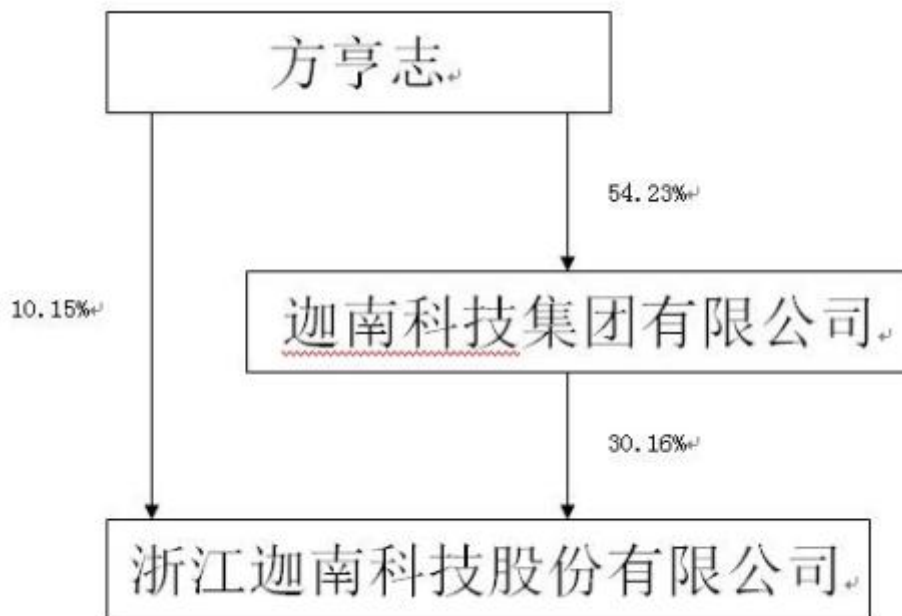 方亨志
54.23%
10.15%
迦南科技集团有限公司
30.16%
浙江迦南科技股份有限公司